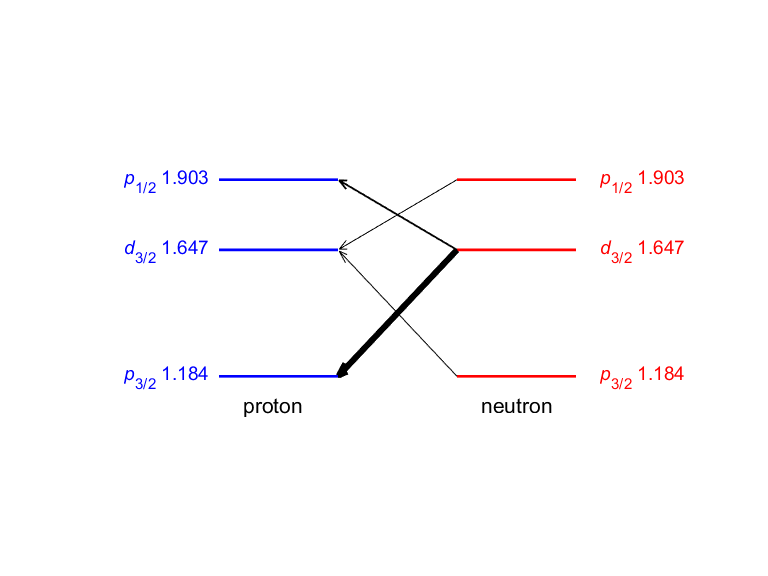 p1/2 1.903 p1/2 1.903
d3/2 1.647 d3/2 1.647
p3/2 1.184 p3/2 1.184
proton neutron